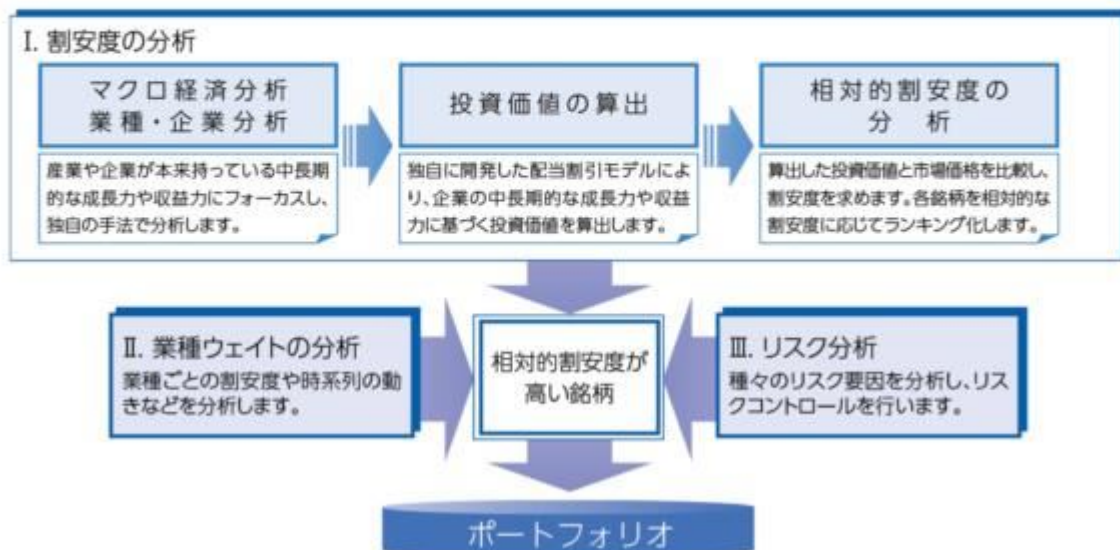 I. 割安度の分析
マクロ経済分析
業種・企業分析
産業や企業が本来持っている中長期
的な成長力や収益力にフォーカスし、
独自の手法で分析します。
投資価値の算出
独自に開発した配当割引モデルによ
り、企業の中長期的な成長力や収益
力に基づく投資価値を算出します。
相対的割安度の
分 析
算出した投資価値と市場価格を比較し、
割安度を求めます。各銘柄を相対的な
割安度に応じてランキング化します。
Ⅱ. 業種ウェイトの分析
業種ごとの割安度や時系列の動
きなどを分析します。
相対的割安度が
高い銘柄
Ⅲ. リスク分析
種々のリスク要因を分析し、リス
クコントロールを行います。
ポートフォリオ